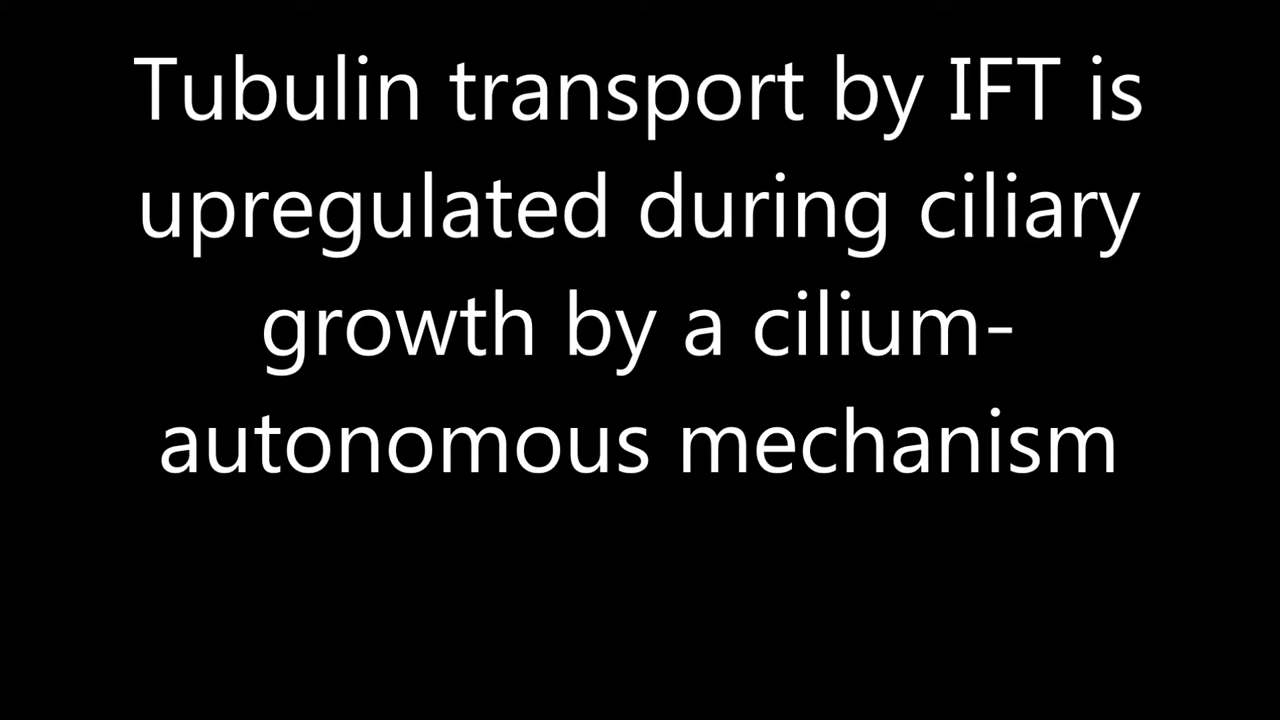 Tubulin transport by IFT is
upregulated during ciliary
growth by a cilium-
autonomous mechanism